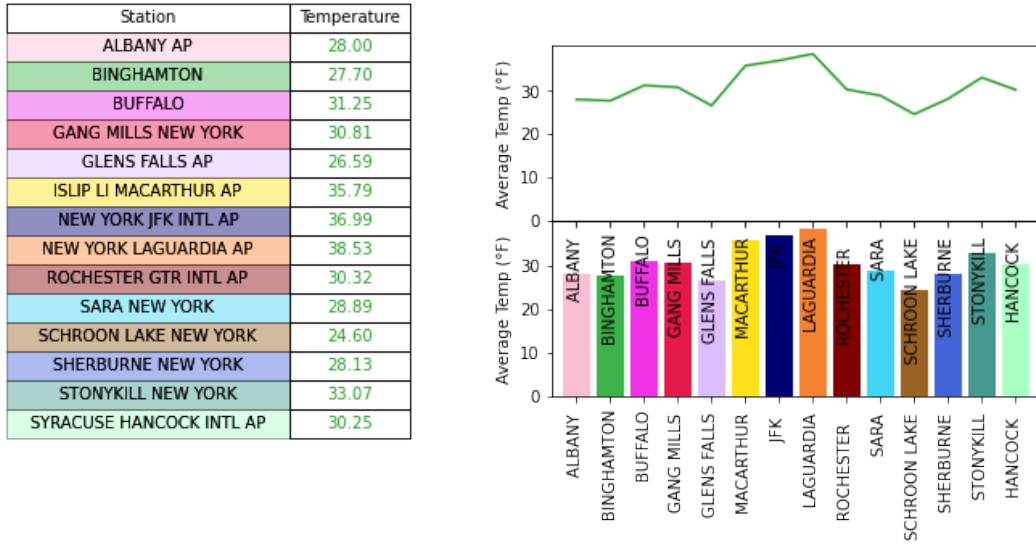 Station Temperature
ALBANY AP 28.00
BINGHAMTON 27.70
BUFFALO 31.25
GANG MILLS NEW YORK 30.81
GLENS FALLS AP 26.59
ISLIP LI MACARTHUR AP 35.79
NEW YORK JFK INTL AP 36.99
NEW YORK LAGUARDIA AP 38.53
ROCHESTER GTR INTL AP 30.32
SARA NEW YORK 28.89
SCHROON LAKE NEW YORK 24.60
SHERBURNE NEW YORK 28.13
STONYKILL NEW YORK 33.07
SYRACUSE HANCOCK INTL AP 30.25
Average Temp (°F)
30
20
10
0
ALBANY
BINGHAMTON
BUFFALO
GANG MILLS
GLENS FALLS
MACARTHUR
JFK
LAGUARDIA
ROCHESTER
SARA
SCHROON LAKE
SHERBURNE
STONYKILL
HANCOCK
Average Temp (°F)
30
20
10
0
ALBANY
BINGHAMTON
BUFFALO
GANG MILLS
GLENS FALLS
MACARTHUR
JFK
LAGUARDIA
ROCHESTER
SARA
SCHROON LAKE
SHERBURNE
STONYKILL
HANCOCK